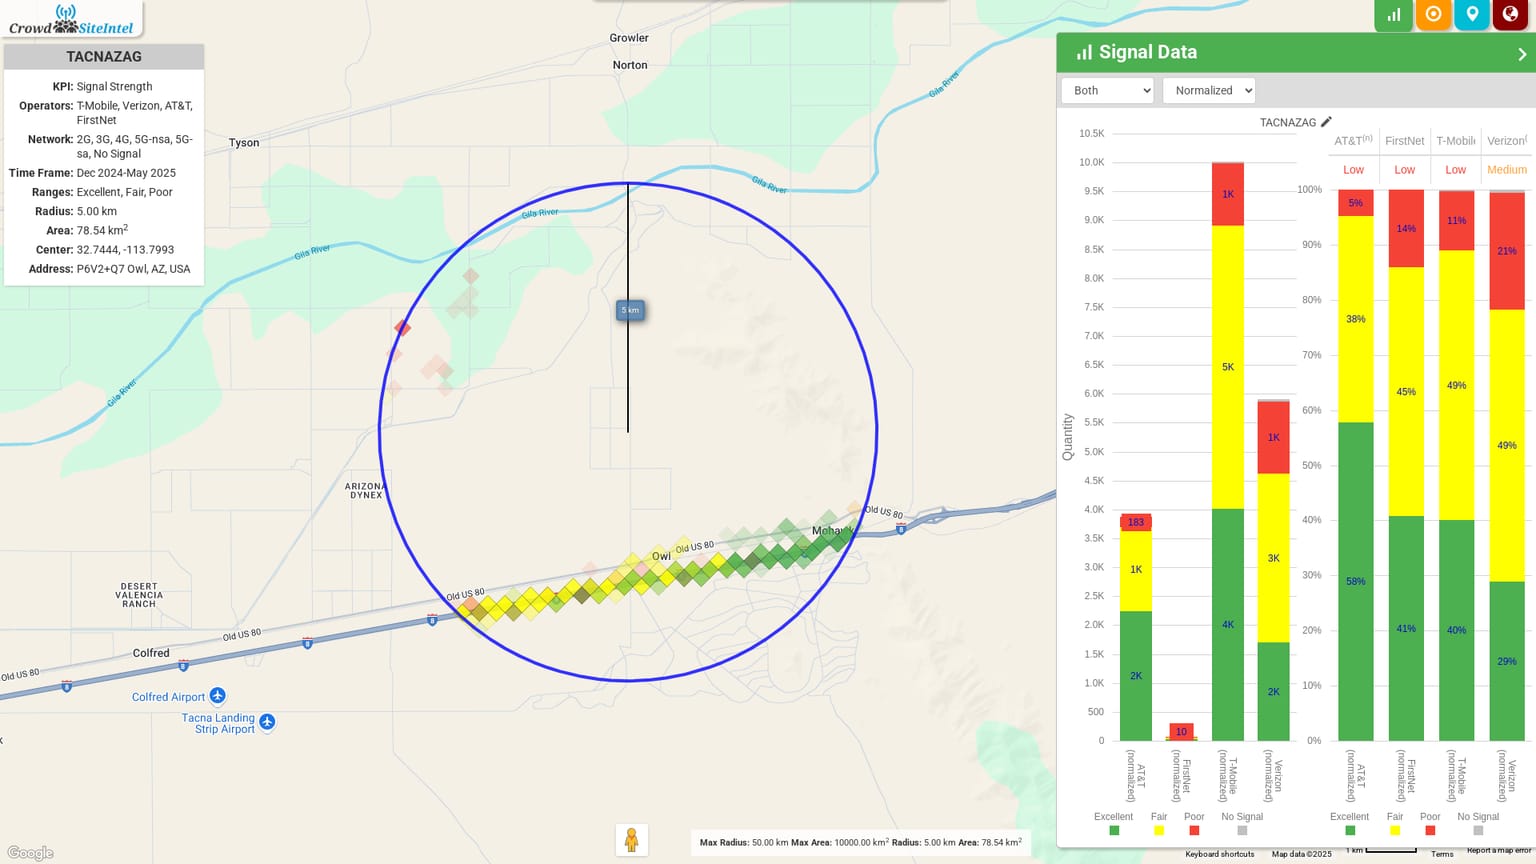 Crowd SiteIntel
TACNAZAG
KPI: Signal Strength
Operators: T-Mobile, Verizon, AT&T,
FirstNet
Network: 2G, 3G, 4G, 5G-nsa, 5G-
sa, No Signal
Time Frame: Dec 2024-May 2025
Ranges: Excellent, Fair, Poor
Radius: 5.00 km
Area: 78.54 km²
Center: 32.7444, -113.7993
Address: P6V2+Q7 Owl, AZ, USA
Growler
Norton
Tyson
Gila River
Gila River
Gila River
Gila River
Gila River
5 km
ARIZONA
DYNEX
Old US 80
Mohawk
8
Old US 80
Owl
Old US 80
DESERT
VALENCIA
RANCH
8
Old US 80
8
Colfred
8
Old US 80
8
Colfred Airport
Tacna Landing
Strip Airport
Google
Max Radius: 50.00 km Max Area: 10000.00 km² Radius: 5.00 km Area: 78.54 km²
Signal Data
Both
Normalized
TACNAZAG
Quantity
10.5K
10.0K
9.5K
9.0K
8.5K
8.0K
7.5K
7.0K
6.5K
6.0K
5.5K
5.0K
4.5K
4.0K
3.5K
3.0K
2.5K
2.0K
1.5K
1.0K
500
0
183
1K
2K
10
1K
5K
4K
1K
3K
2K
AT&T
(normalized)
FirstNet
(normalized)
T-Mobile
(normalized)
Verizon
(normalized)
Excellent
Fair
Poor
No Signal
AT&T(n)
FirstNet
T-Mobile
Verizon(
Low
Low
Low
Medium
100%
90%
80%
70%
60%
50%
40%
30%
20%
10%
0%
5%
38%
58%
14%
45%
41%
11%
49%
40%
21%
49%
29%
AT&T
(normalized)
FirstNet
(normalized)
T-Mobile
(normalized)
Verizon
(normalized)
Excellent
Fair
Poor
No Signal
Keyboard shortcuts
Map data ©2025
1 km
Terms
Report a map error